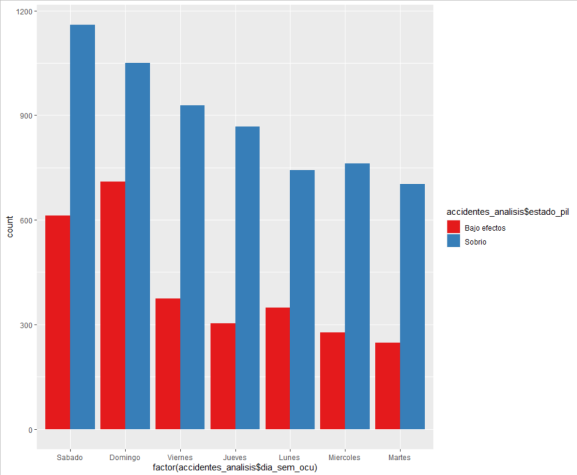 1200
900
600
300
0
count
Sabado Domingo Viernes Jueves Lunes Miercoles Martes
factor(accidentes_analisis$dia_sem_ocu)
accidentes_analisis$estado_pil
Bajo efectos
Sobrio